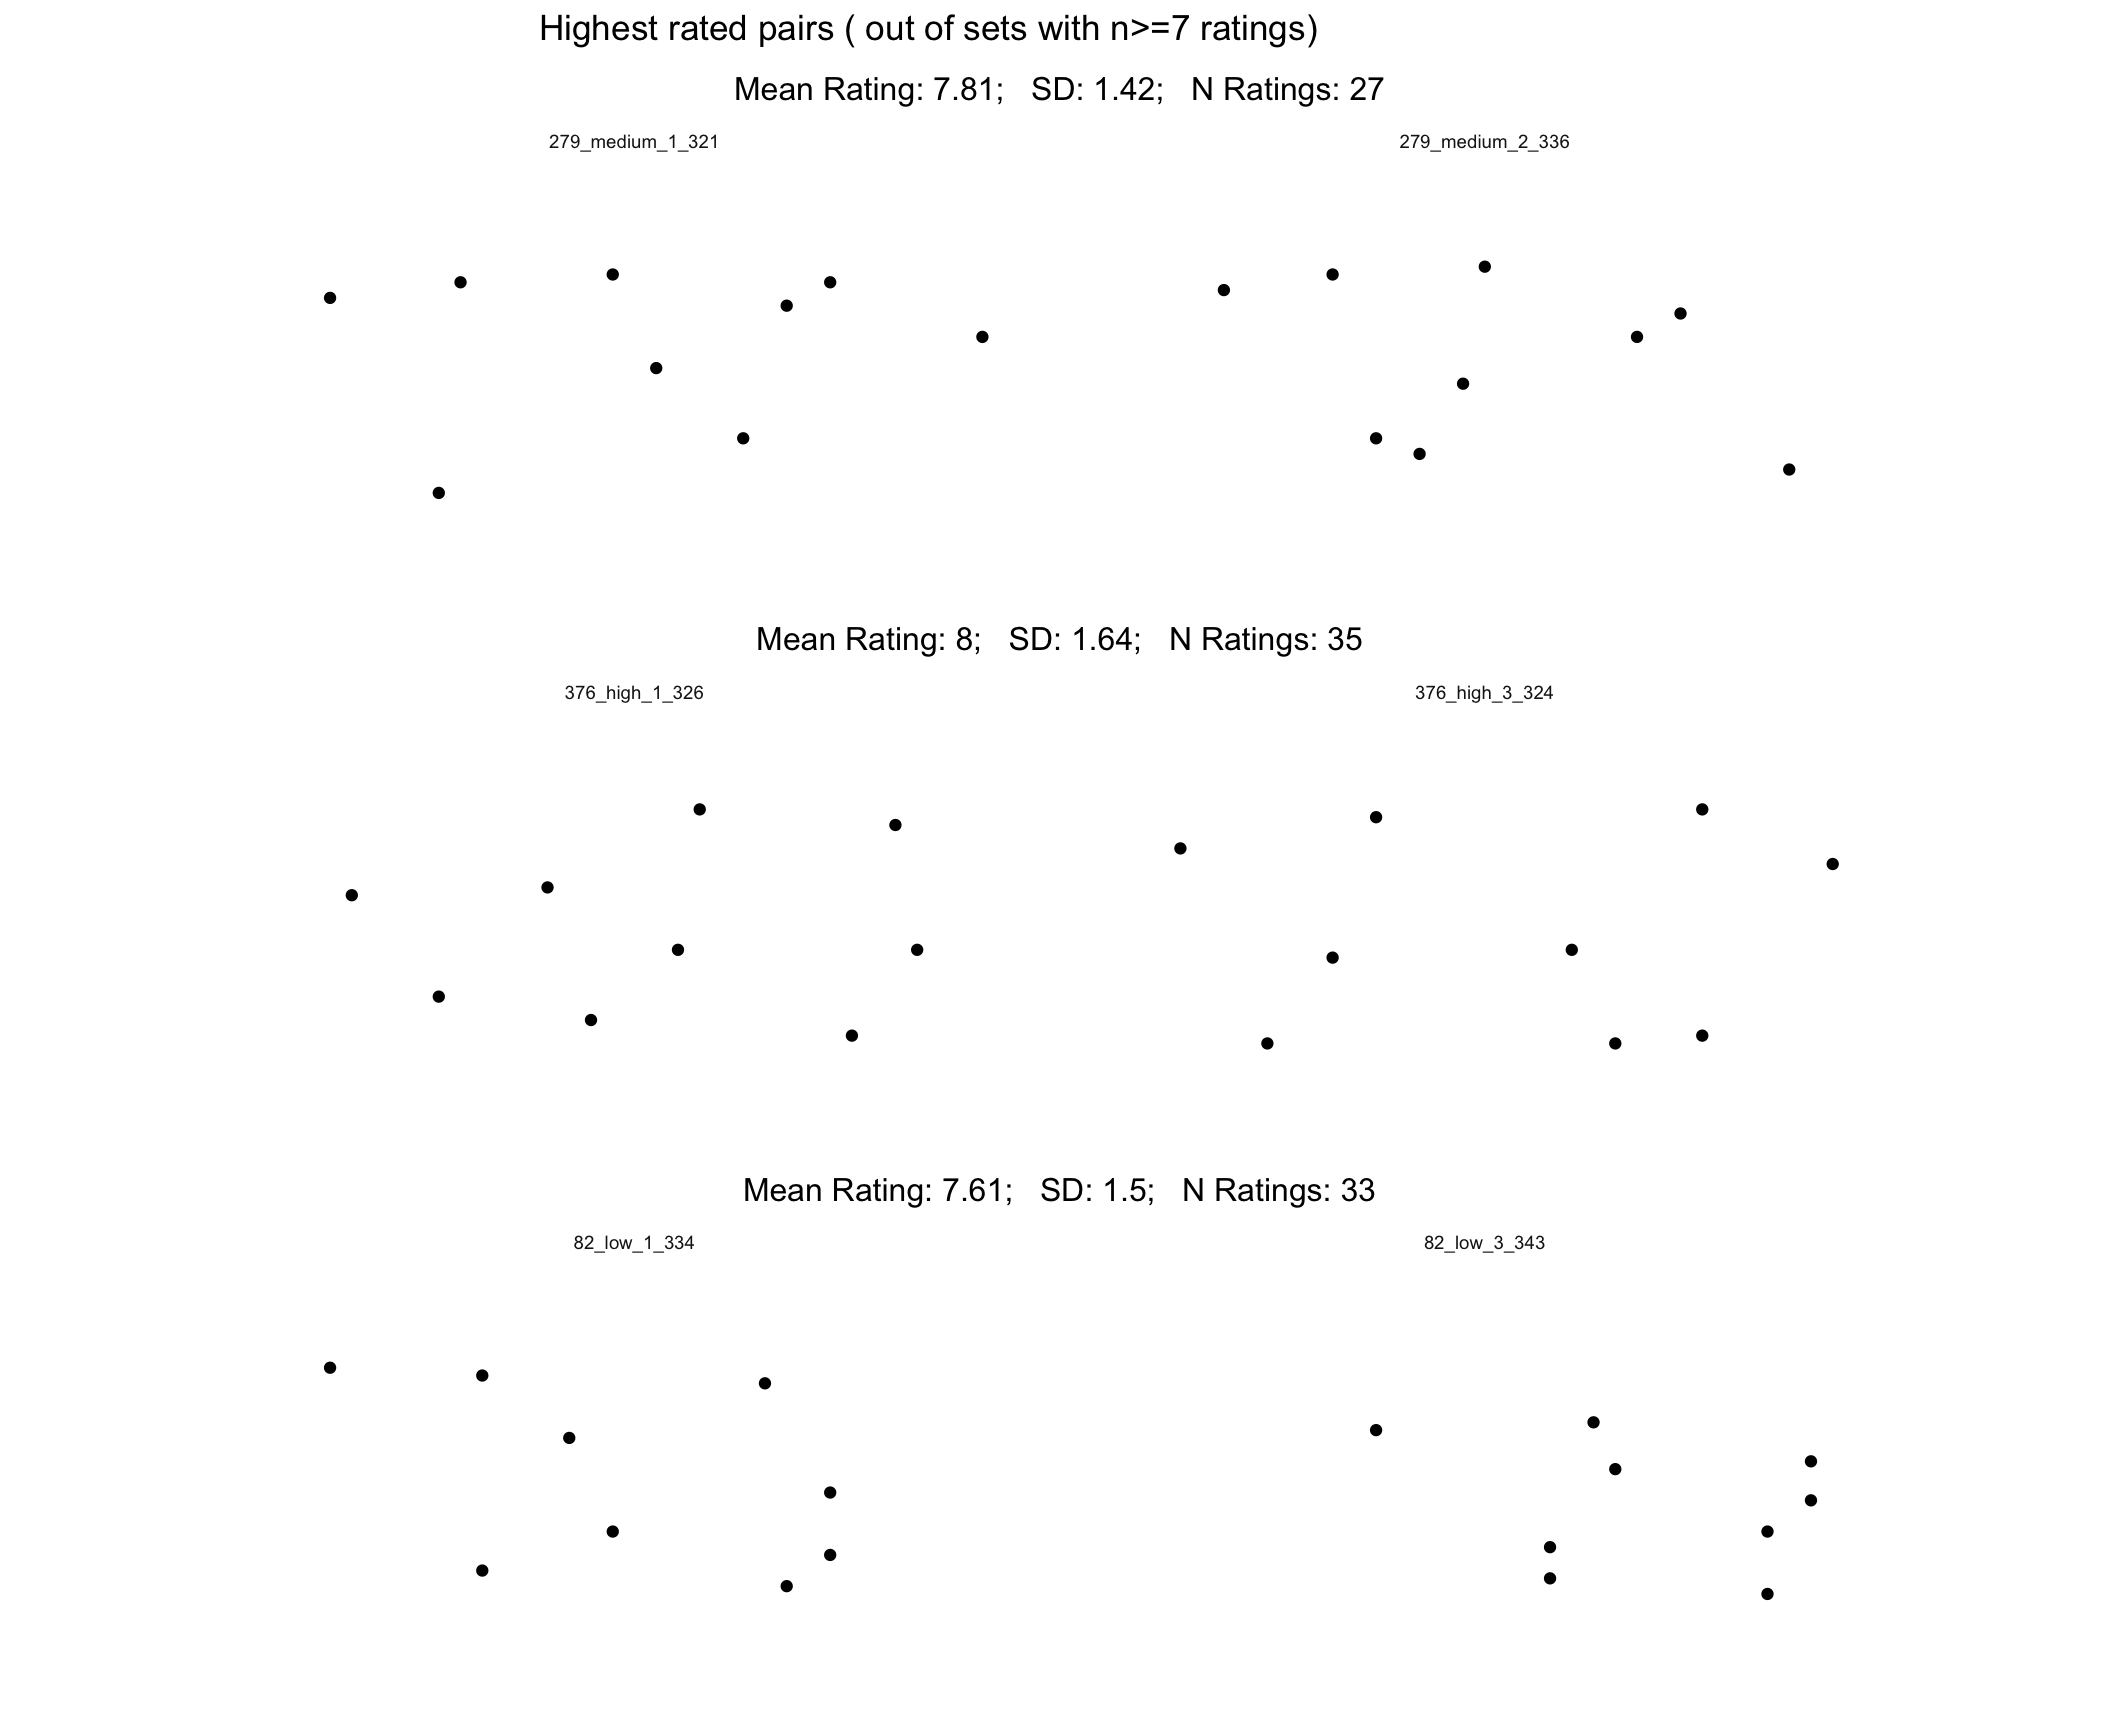 Highest rated pairs ( out of sets with n>=7 ratings)
Mean Rating: 7.81;   SD: 1.42;   N Ratings: 27
279_medium_1_321
279_medium_2_336
Mean Rating: 8;   SD: 1.64;   N Ratings: 35
376_high_1_326
376_high_3_324
Mean Rating: 7.61;   SD: 1.5;   N Ratings: 33
82_low_1_334
82_low_3_343